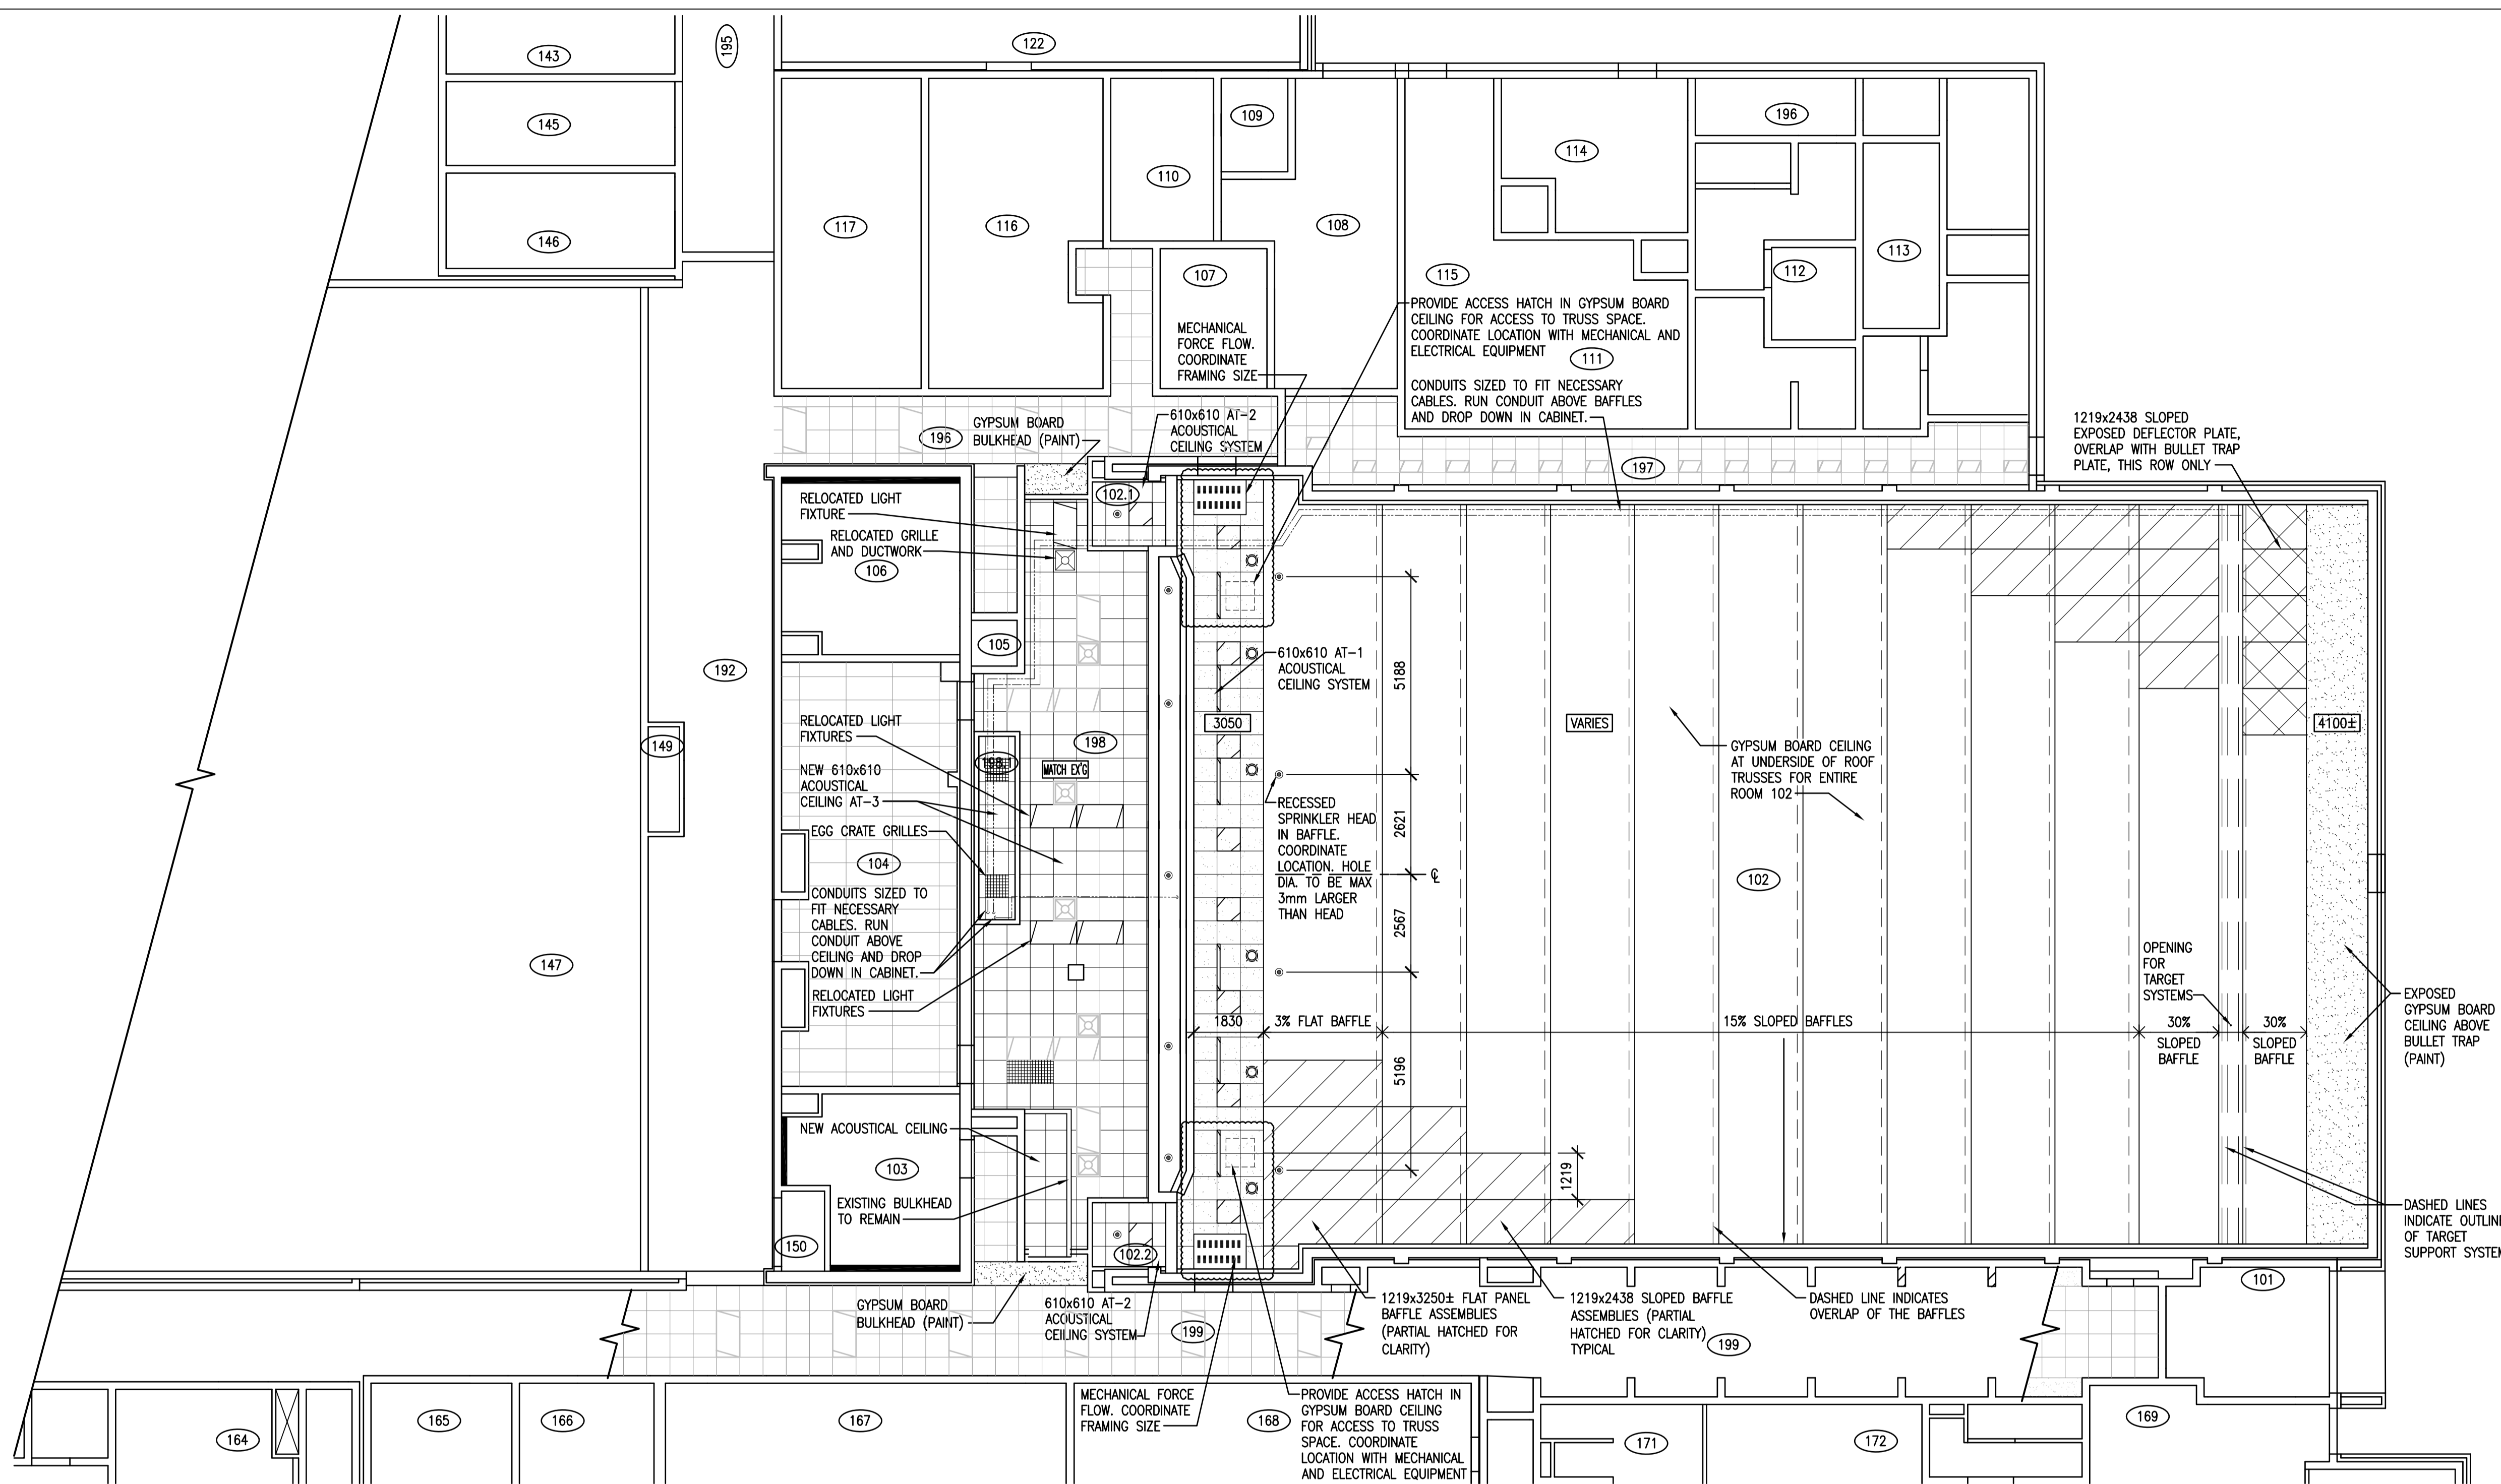 143
195
122
145
109
196
114
110
146
117
116
108
113
112
107
115
PROVIDE ACCESS HATCH IN GYPSUM BOARD
CEILING FOR ACCESS TO TRUSS SPACE.
COORDINATE LOCATION WITH MECHANICAL AND
ELECTRICAL EQUIPMENT
111
MECHANICAL
FORCE FLOW.
COORDINATE
FRAMING SIZE
CONDUITS SIZED TO FIT NECESSARY
CABLES. RUN CONDUIT ABOVE BAFFLES
AND DROP DOWN IN CABINET.
610x610 AT-2
ACOUSTICAL
CEILING SYSTEM
GYPSUM BOARD
BULKHEAD (PAINT)
196
1219x2438 SLOPED
EXPOSED DEFLECTOR PLATE,
OVERLAP WITH BULLET TRAP
PLATE, THIS ROW ONLY
197
102.1
RELOCATED LIGHT
FIXTURE
RELOCATED GRILLE
AND DUCTWORK
106
105
192
610x610 AT-1
ACOUSTICAL
CEILING SYSTEM
5188
RELOCATED LIGHT
FIXTURES
149
198
3050
VARIES
4100±
GYPSUM BOARD CEILING
AT UNDERSIDE OF ROOF
TRUSSES FOR ENTIRE
ROOM 102
198.1
MATCH EX'G
NEW 610x610
ACOUSTICAL
CEILING AT-3
EGG CRATE GRILLES
RECESSED
SPRINKLER HEAD
IN BAFFLE.
COORDINATE
LOCATION. HOLE
DIA. TO BE MAX
3mm LARGER
THAN HEAD
2621
104
102
CONDUITS SIZED TO
FIT NECESSARY
CABLES. RUN
CONDUIT ABOVE
CEILING AND DROP
DOWN IN CABINET.
2567
147
RELOCATED LIGHT
FIXTURES
OPENING
FOR
TARGET
SYSTEMS
EXPOSED
GYPSUM BOARD
CEILING ABOVE
BULLET TRAP
(PAINT)
1830
3% FLAT BAFFLE
15% SLOPED BAFFLES
30%
SLOPED
BAFFLE
30%
SLOPED
BAFFLE
5196
NEW ACOUSTICAL CEILING
103
1219
EXISTING BULKHEAD
TO REMAIN
150
102.2
DASHED LINES
INDICATE OUTLIN
OF TARGET
SUPPORT SYSTEM
101
GYPSUM BOARD
BULKHEAD (PAINT)
610x610 AT-2
ACOUSTICAL
CEILING SYSTEM
199
1219x3250± FLAT PANEL
BAFFLE ASSEMBLIES
(PARTIAL HATCHED FOR
CLARITY)
1219x2438 SLOPED BAFFLE
ASSEMBLIES (PARTIAL
HATCHED FOR CLARITY)
TYPICAL
DASHED LINE INDICATES
OVERLAP OF THE BAFFLES
199
MECHANICAL FORCE
FLOW. COORDINATE
FRAMING SIZE
PROVIDE ACCESS HATCH IN
GYPSUM BOARD CEILING
FOR ACCESS TO TRUSS
SPACE. COORDINATE
LOCATION WITH MECHANICAL
AND ELECTRICAL EQUIPMENT
164
165
166
167
168
171
172
169